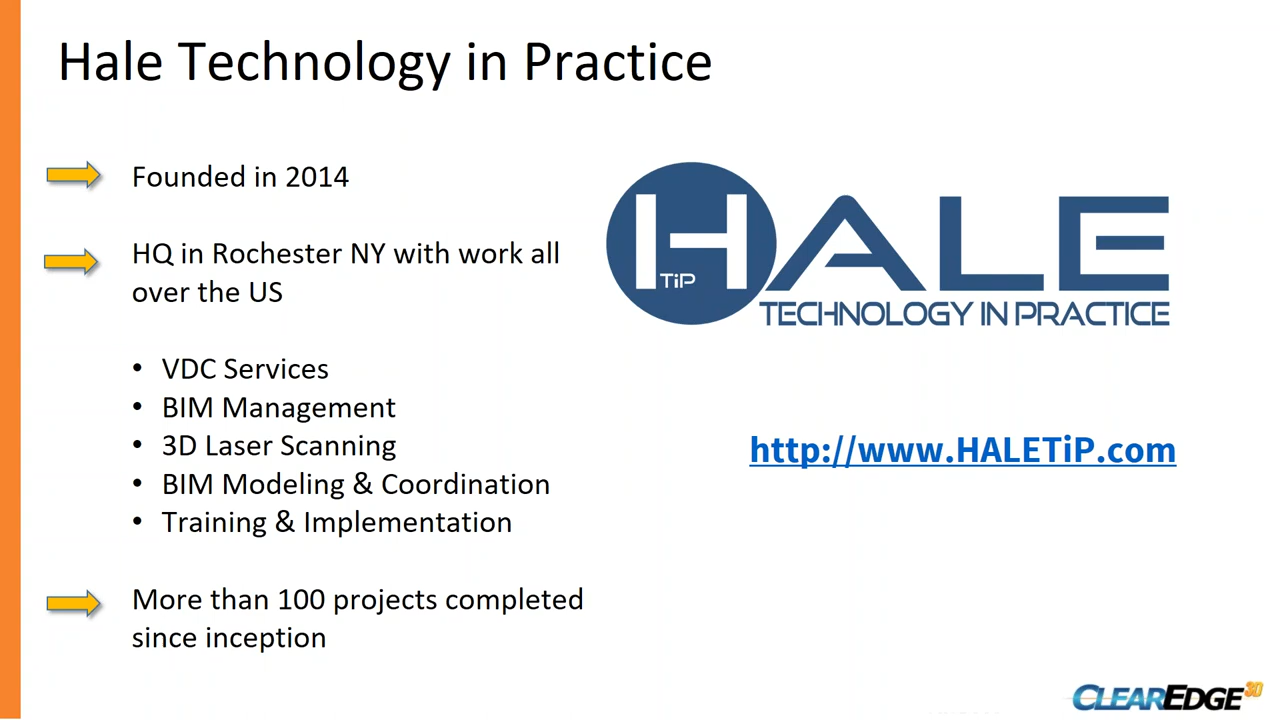 Hale Technology in Practice
Founded in 2014
HQ in Rochester NY with work all
over the US
• VDC Services
• BIM Management
• 3D Laser Scanning
• BIM Modeling & Coordination
• Training & Implementation
More than 100 projects completed
since inception
HALE
TiP
TECHNOLOGY IN PRACTICE
http://www.HALETiP.com
CLEAREDGE3D